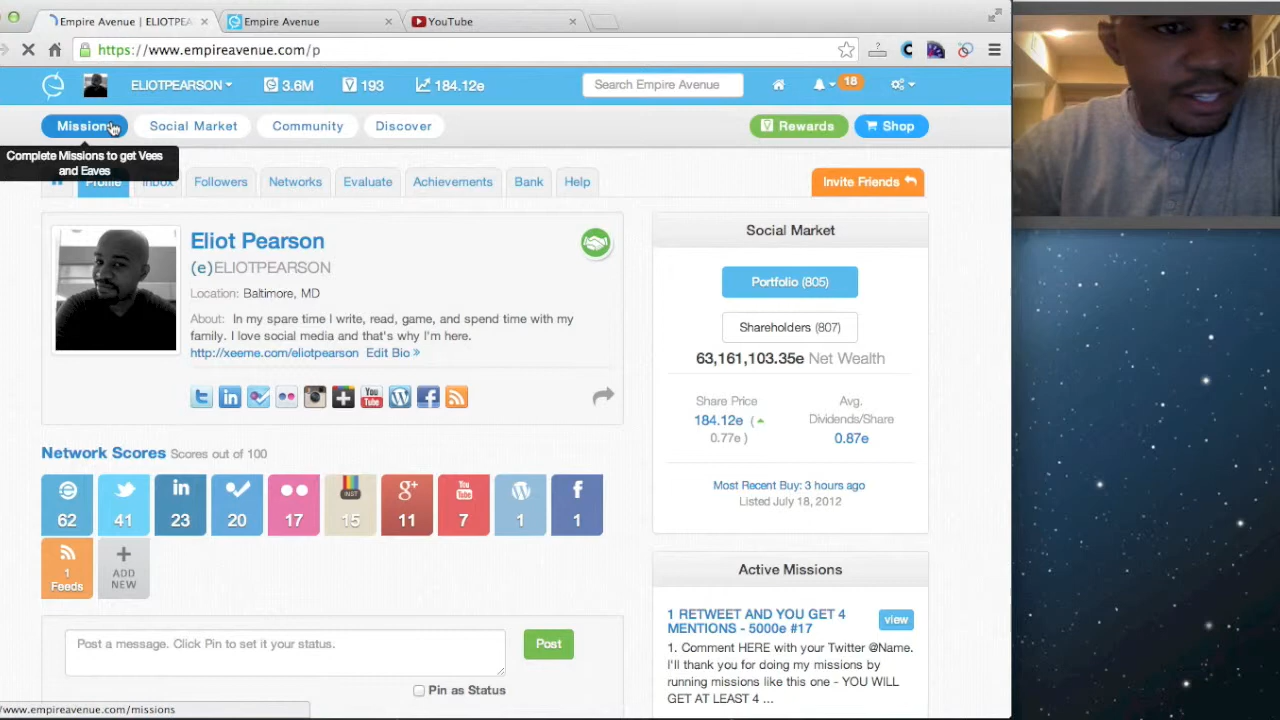 Empire Avenue | ELIOTPEA
Empire Avenue
YouTube
https://www.empireavenue.com/p
ELIOTPEARSON
3.6M
193
184.12e
Search Empire Avenue
18
Missions
Social Market
Community
Discover
Rewards
Shop
Complete Missions to get Vees
and Eaves
Profile
Inbox
Followers
Networks
Evaluate
Achievements
Bank
Help
Invite Friends
Eliot Pearson
(e)ELIOTPEARSON
Location: Baltimore, MD
About: In my spare time I write, read, game, and spend time with my
family. I love social media and that's why I'm here.
http://xeeme.com/eliotpearson Edit Bio »
Social Market
Portfolio (805)
Shareholders (807)
63,161,103.35e Net Wealth
Share Price
184.12e (
0.77e )
Avg.
Dividends/Share
0.87e
Most Recent Buy: 3 hours ago
Listed July 18, 2012
Network Scores Scores out of 100
62
41
23
20
17
INST
15
11
7
1
1
1
Feeds
ADD
NEW
Post a message. Click Pin to set it your status.
Post
Pin as Status
Active Missions
1 RETWEET AND YOU GET 4
MENTIONS - 5000e #17
view
1. Comment HERE with your Twitter @Name.
I'll thank you for doing my missions by
running missions like this one - YOU WILL
GET AT LEAST 4 ...
www.empireavenue.com/missions